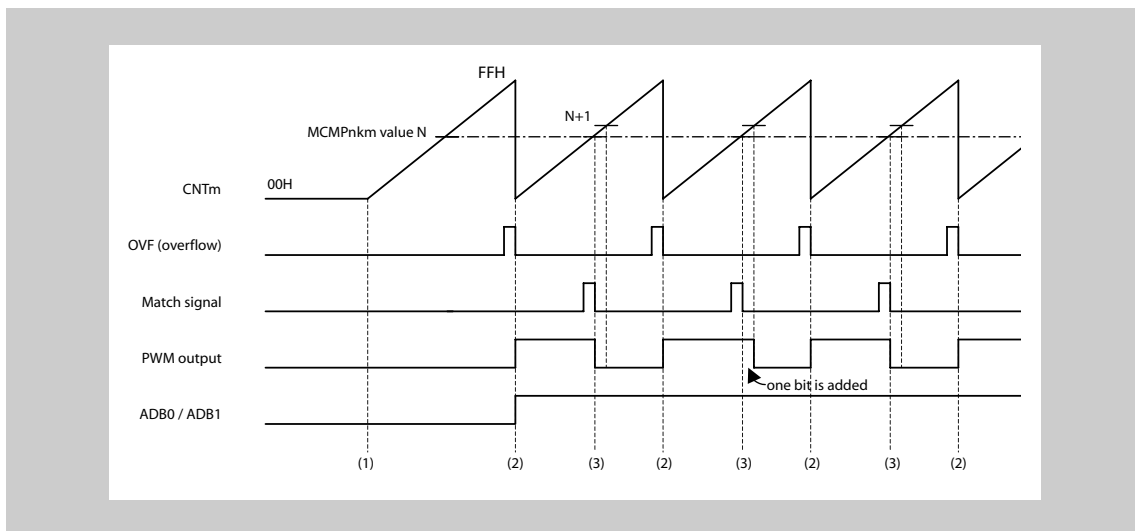 FFH
N+1
MCMPnkm value N
CNTm
00H
OVF (overflow)
Match signal
PWM output
one bit is added
ADB0 / ADB1
(1) (2) (3) (2) (3) (2) (3) (2)